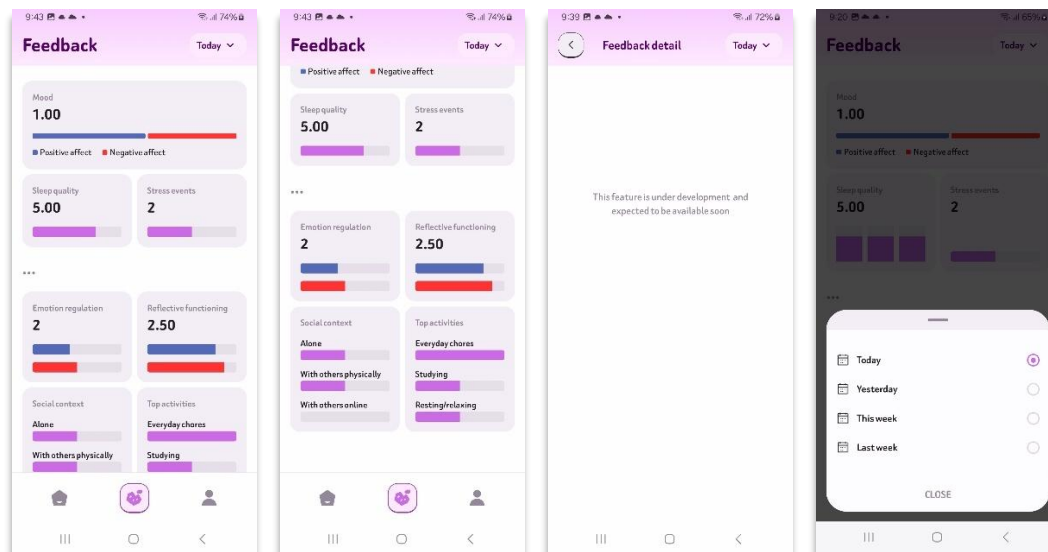 9:43 74%
Feedback Today
Mood
1.00
Positive affect Negative affect
Sleep quality Stress events
5.00 2
...
Emotion regulation Reflective functioning
2 2.50
Social context Top activities
Alone Everyday chores
With others physically Studying
9:43 74%
Feedback Today
Positive affect Negative affect
Sleep quality Stress events
5.00 2
...
Emotion regulation Reflective functioning
2 2.50
Social context Top activities
Alone Everyday chores
With others physically Studying
With others online Resting/relaxing
9:39 72%
Feedback detail Today
This feature is under development and
expected to be available soon
9:20 65%
Feedback Today
Mood
1.00
Positive affect Negative affect
Sleep quality Stress events
5.00 2
...
Today
Yesterday
This week
Last week
CLOSE